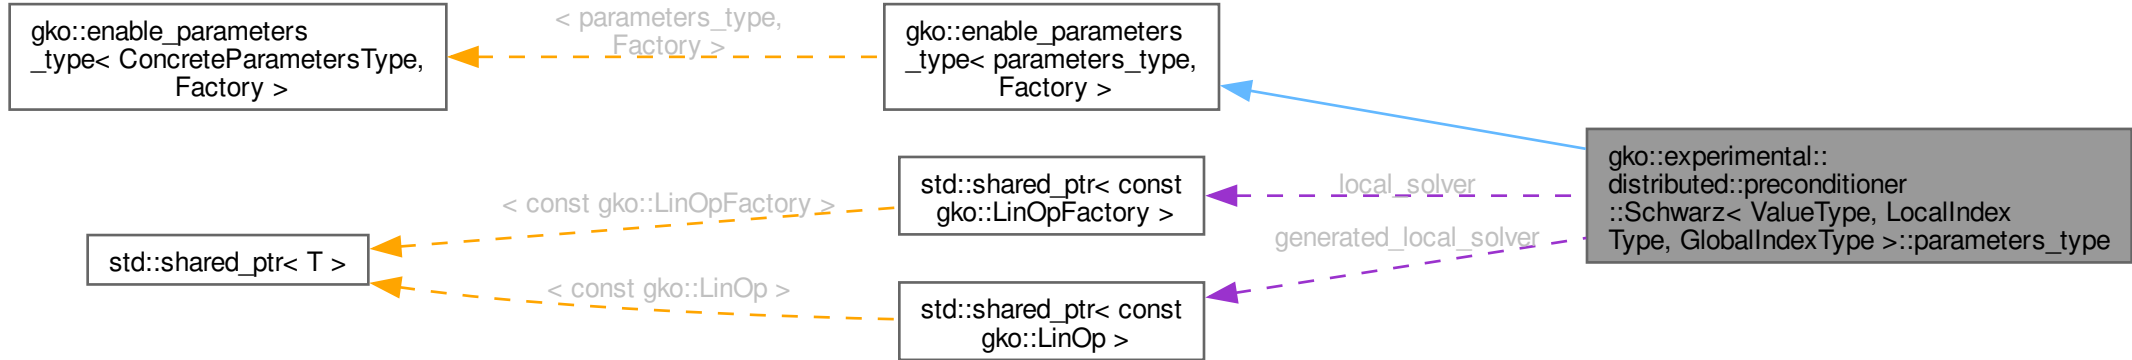 gko::enable_parameters
_type< ConcreteParametersType,
Factory >
< parameters_type,
Factory >
gko::enable_parameters
_type< parameters_type,
Factory >
std::shared_ptr< T >
< const gko::LinOpFactory >
< const gko::LinOp >
std::shared_ptr< const
gko::LinOpFactory >
std::shared_ptr< const
gko::LinOp >
local_solver
generated_local_solver
gko::experimental::
distributed::preconditioner
::Schwarz< ValueType, LocalIndex
Type, GlobalIndexType >::parameters_type